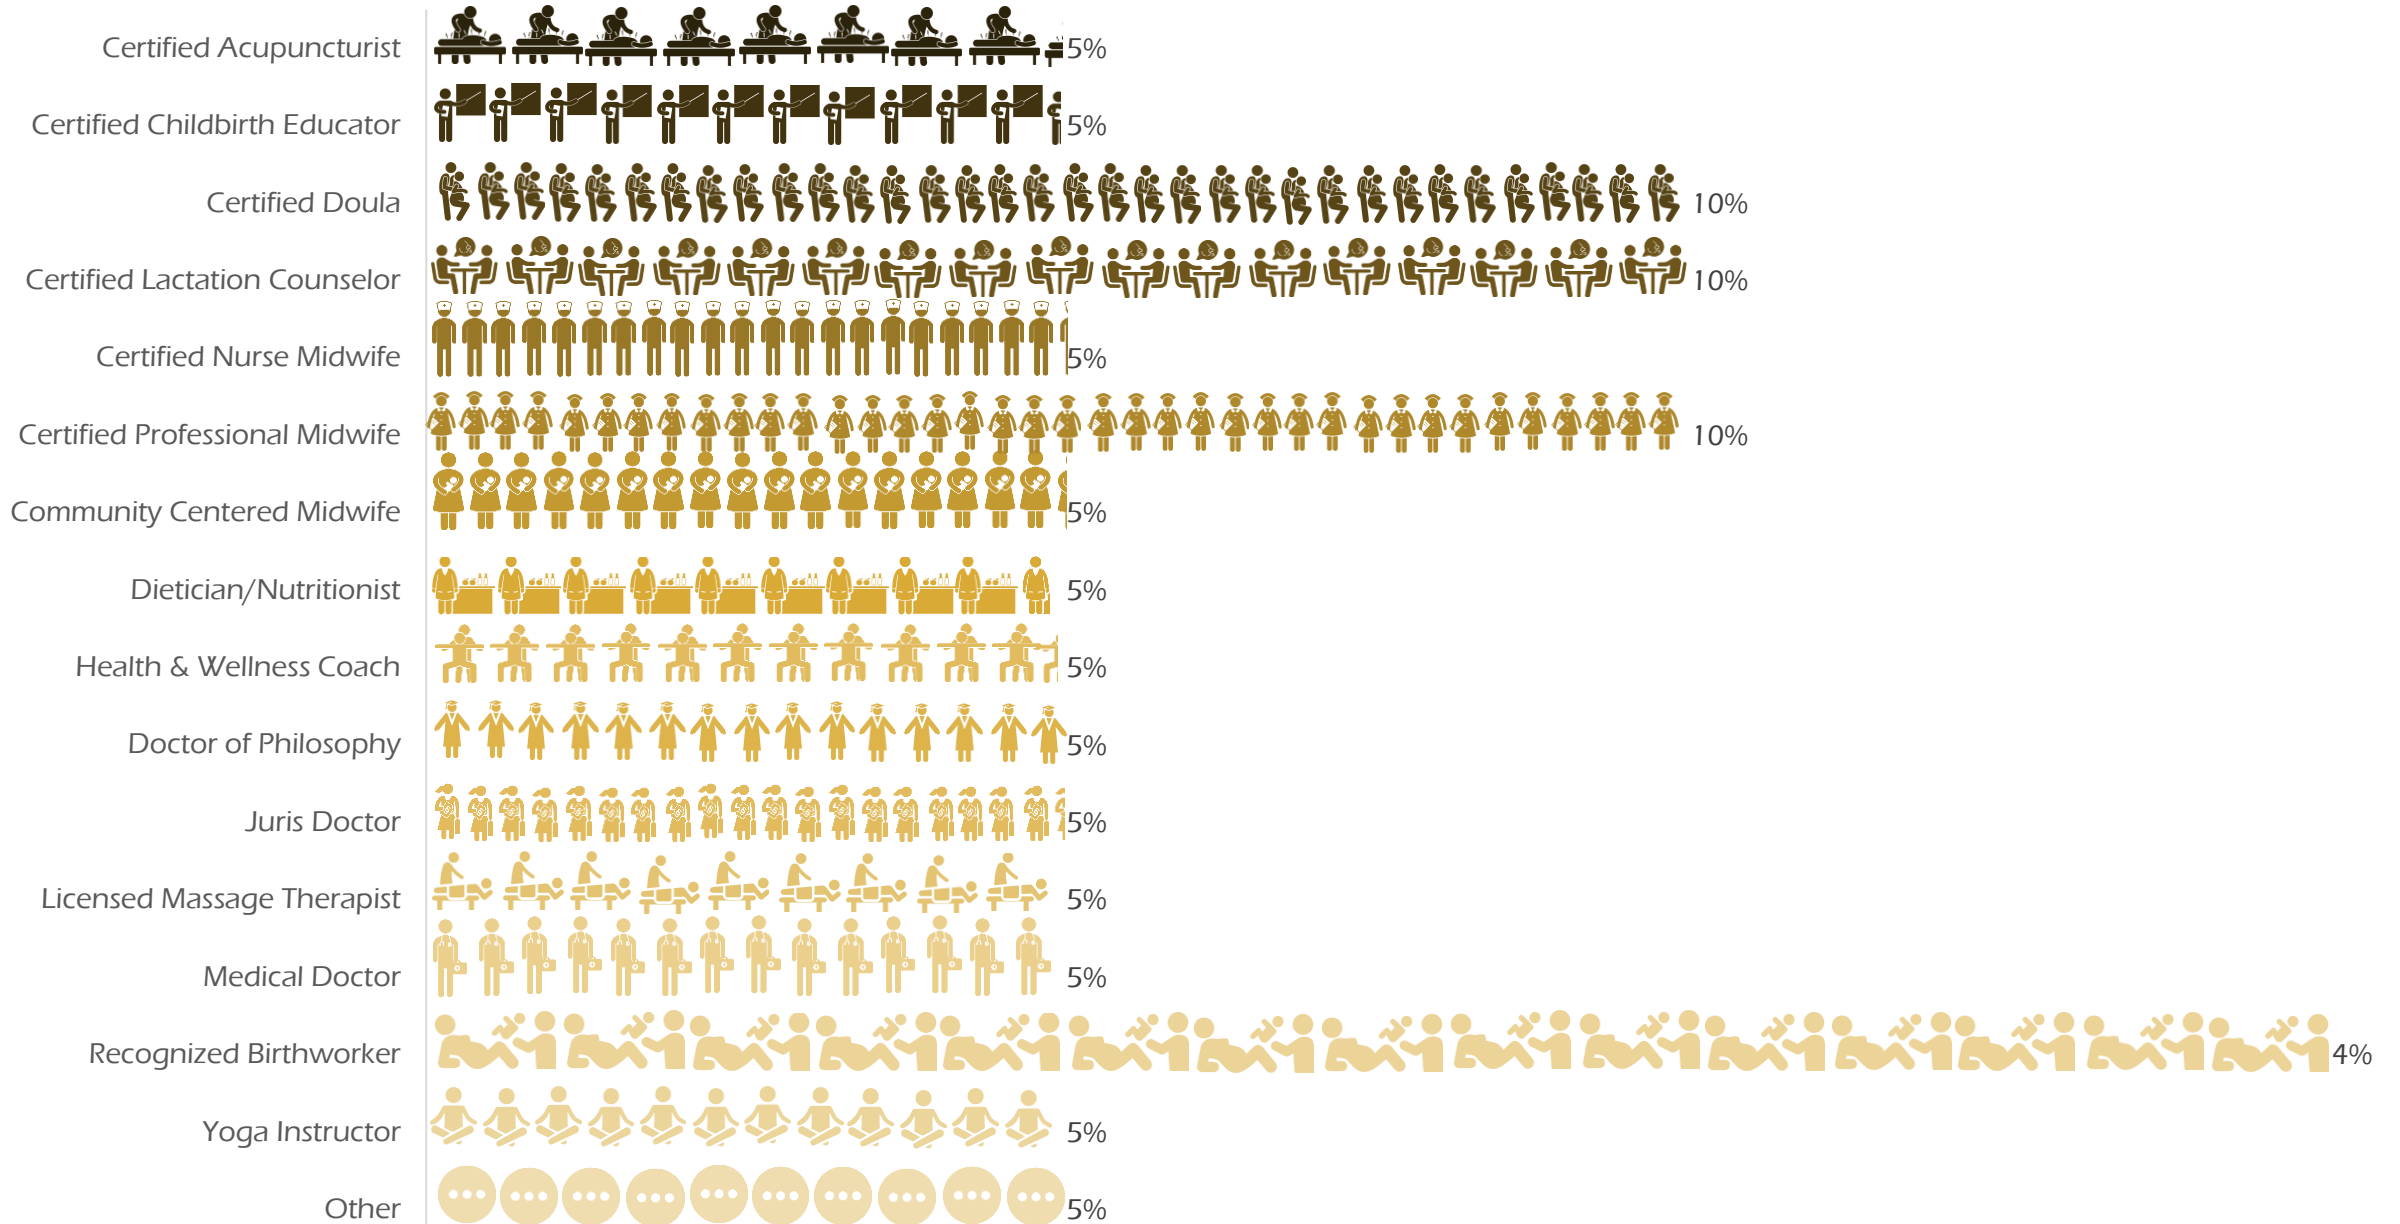 Certified Acupuncturist 5%
Certified Childbirth Educator 5%
Certified Doula 10%
Certified Lactation Counselor 10%
Certified Nurse Midwife 5%
Certified Professional Midwife 10%
Community Centered Midwife 5%
Dietician/Nutritionist 5%
Health & Wellness Coach 5%
Doctor of Philosophy 5%
Juris Doctor 5%
Licensed Massage Therapist 5%
Medical Doctor 5%
Recognized Birthworker 4%
Yoga Instructor 5%
Other 5%